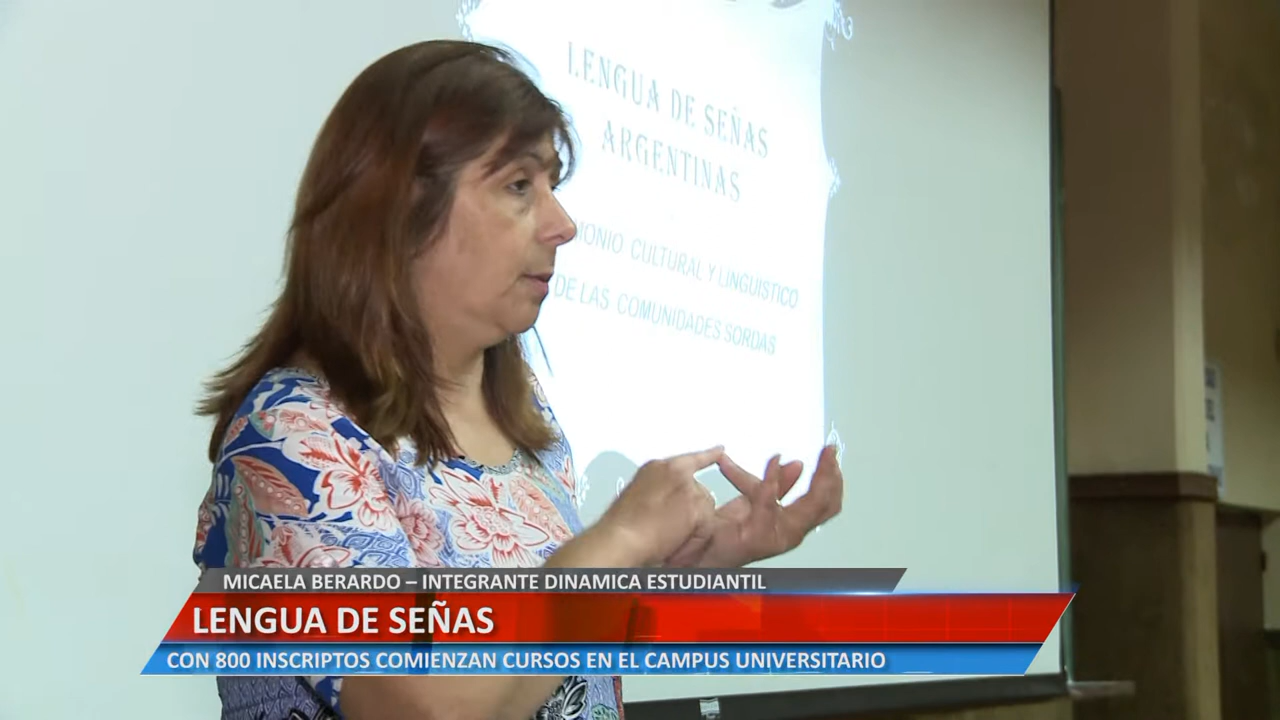 LENGUA DE SEÑAS
ARGENTINAS
CULTURAL Y LINGUISTICO
DE LAS COMUNIDADES SORDAS
MICAELA BERARDO – INTEGRANTE DINAMICA ESTUDIANTIL
LENGUA DE SEÑAS
CON 800 INSCRIPTOS COMIENZAN CURSOS EN EL CAMPUS UNIVERSITARIO